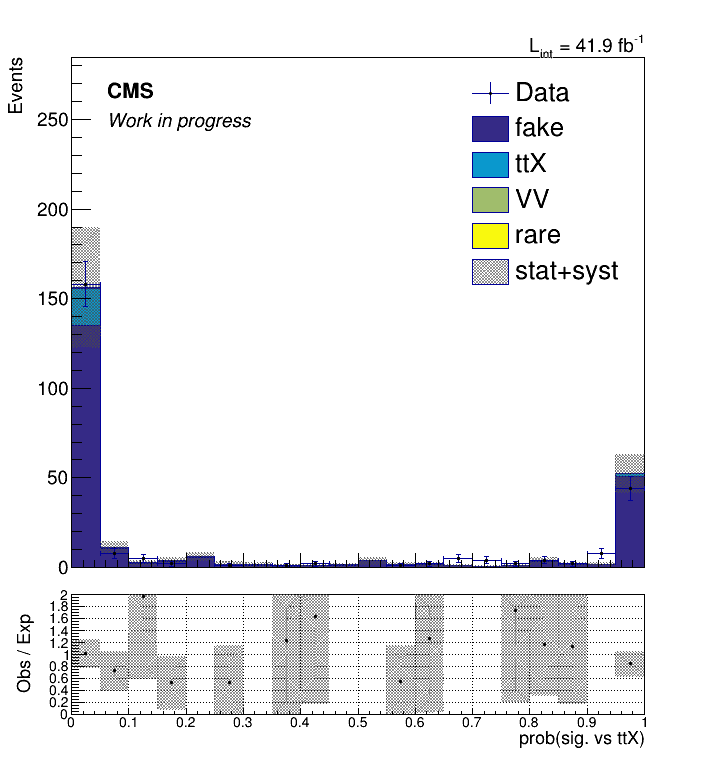 L_int = 41.9 fb^-1
Events
CMS
Work in progress
Data
fake
ttX
VV
rare
stat+syst
250
200
150
100
50
0
Obs / Exp
2
1.8
1.6
1.4
1.2
1
0.8
0.6
0.4
0.2
0
0 0.1 0.2 0.3 0.4 0.5 0.6 0.7 0.8 0.9 1
prob(sig. vs ttX)